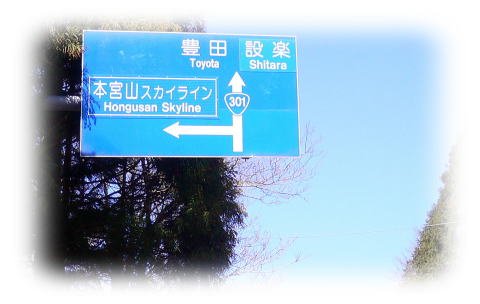 豊田 設楽
Toyota Shitara
本宮山スカイライン
Hongusan Skyline
301